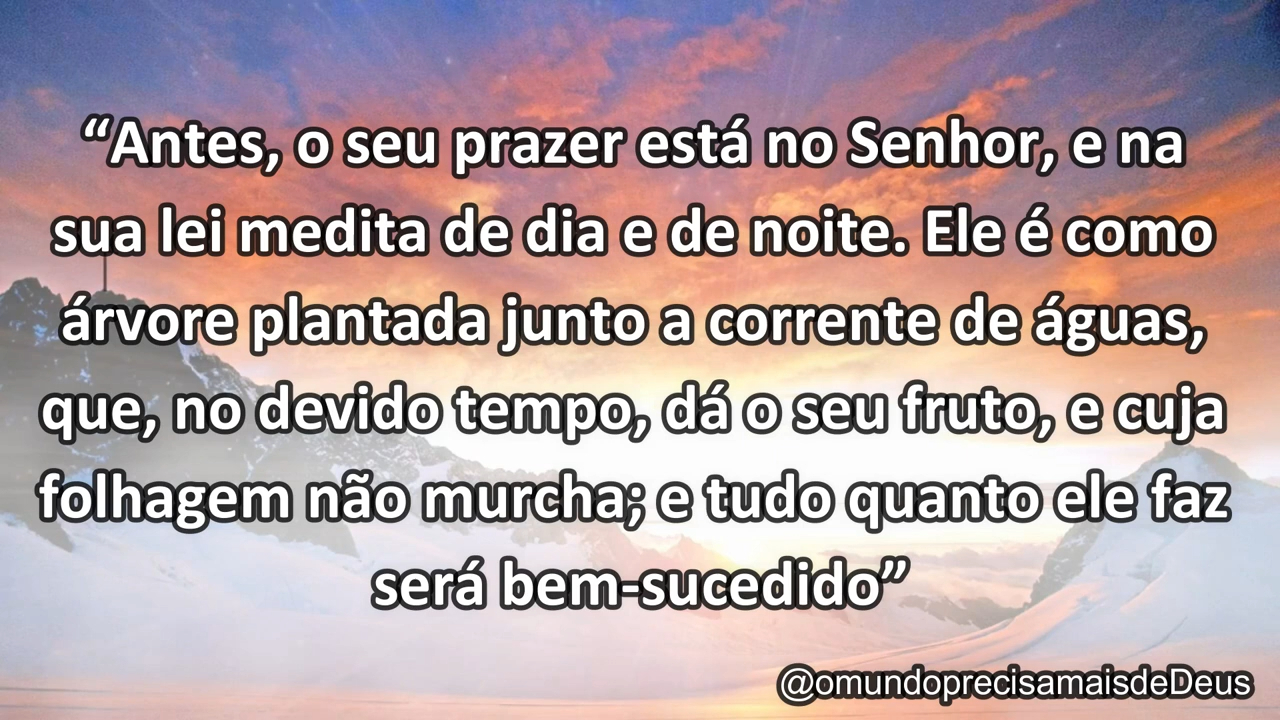 “Antes, o seu prazer está no Senhor, e na
sua lei medita de dia e de noite. Ele é como
árvore plantada junto a corrente de águas,
que, no devido tempo, dá o seu fruto, e cuja
folhagem não murcha; e tudo quanto ele faz
será bem-sucedido”
@omundoprecisamaisdeDeus